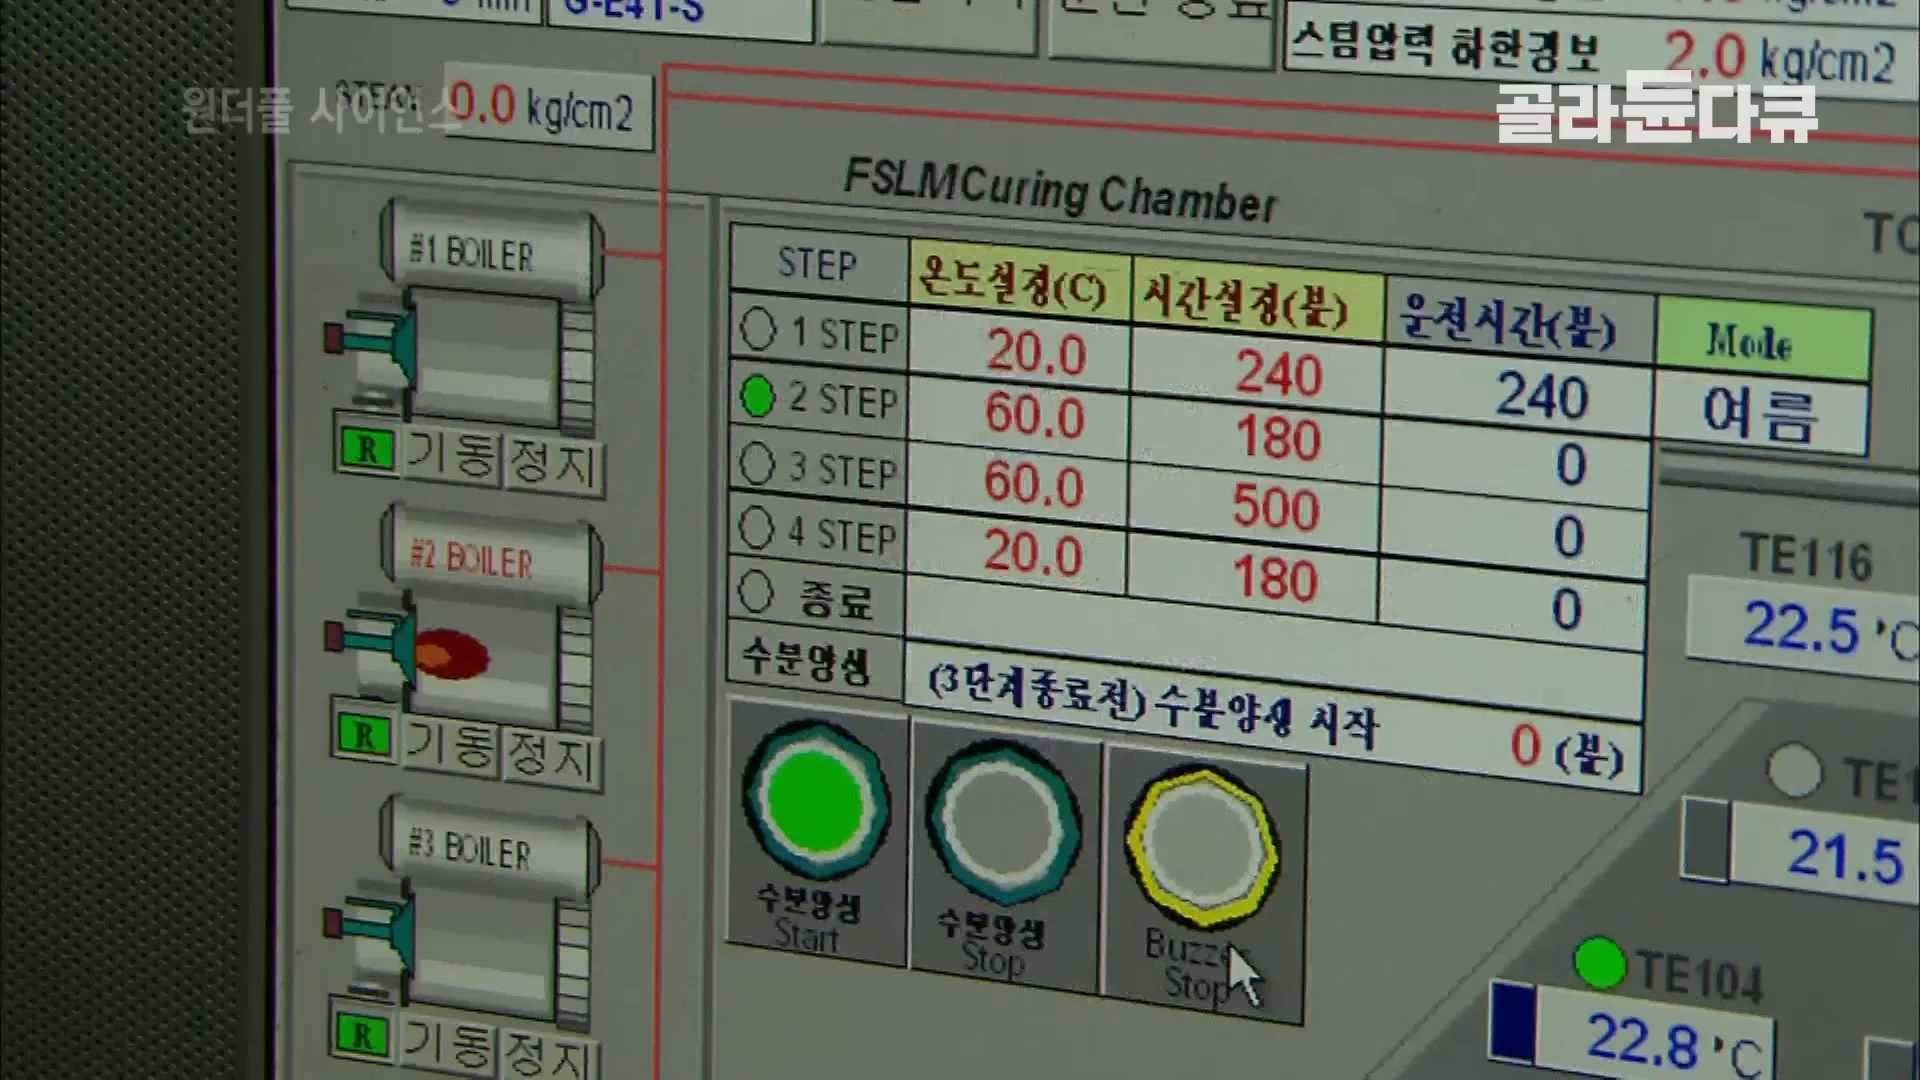 G-E41-S
스팀압력 하한경보 2.0 kg/cm2
원더풀 사이언스
0.0 kg/cm2
골라듄다큐
FSLMCuring Chamber
#1 BOILER
R 기동 정지
#2 BOILER
R 기동 정지
#3 BOILER
R 기동 정지
STEP 온도설정(C) 시간설정(분) 운전시간(분) Mode
1 STEP 20.0 240 240 여름
2 STEP 60.0 180 0
3 STEP 60.0 500 0
4 STEP 20.0 180 0
종료
수분양생 (3단계종료전) 수분양생 시작 0 (분)
수분양생 Start
수분양생 Stop
Buzzer Stop
TE116
22.5 'C
21.5
TE104
22.8 'C